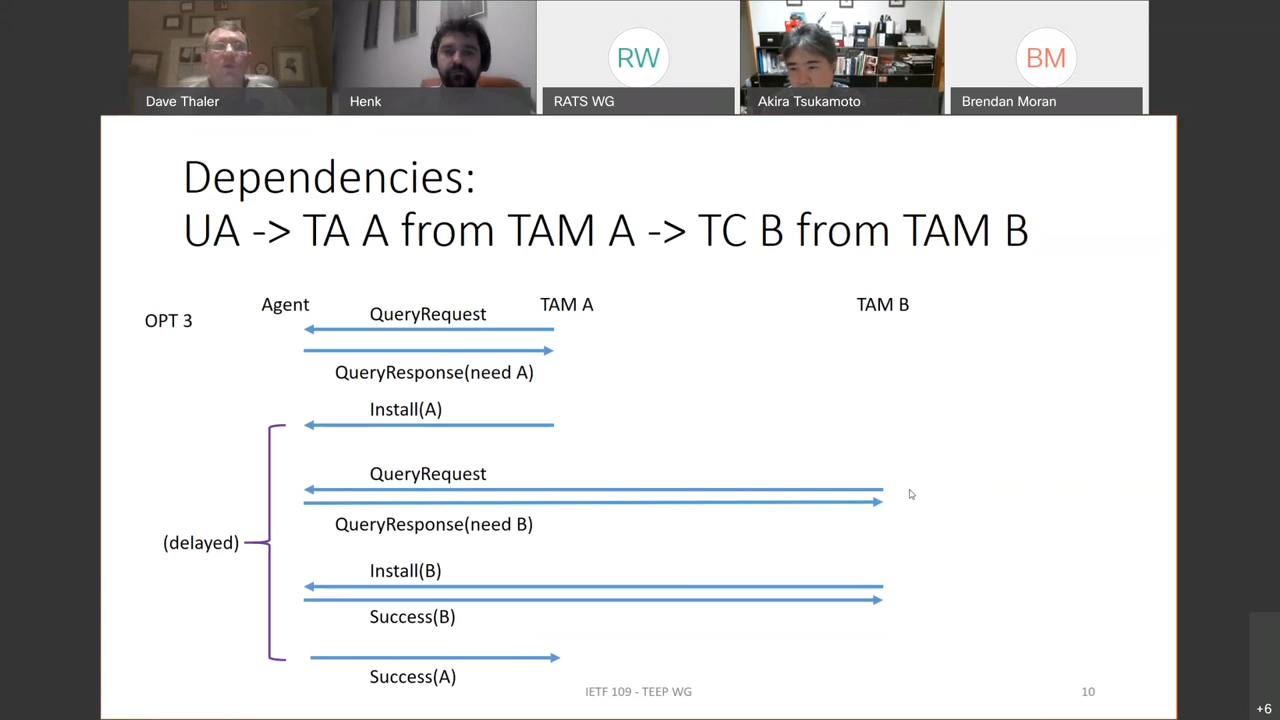 RW
BM
Dave Thaler
Henk
RATS WG
Akira Tsukamoto
Brendan Moran
Dependencies:
UA -> TA A from TAM A -> TC B from TAM B
Agent
TAM A
TAM B
OPT 3
QueryRequest
QueryResponse(need A)
Install(A)
QueryRequest
QueryResponse(need B)
(delayed)
Install(B)
Success(B)
Success(A)
IETF 109 - TEEP WG
10
+6